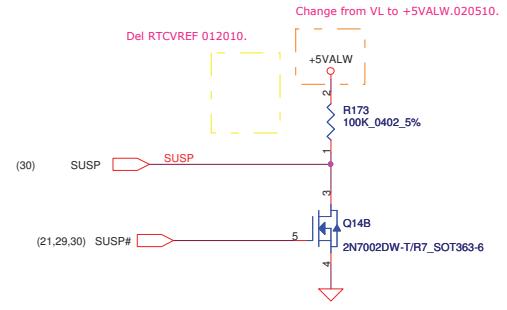 Change from VL to +5VALW.020510.
Del RTCVREF 012010.
+5VALW
2
R173
100K_0402_5%
1
(30) SUSP SUSP
3
Q14B
(21,29,30) SUSP# 5
2N7002DW-T/R7_SOT363-6
4